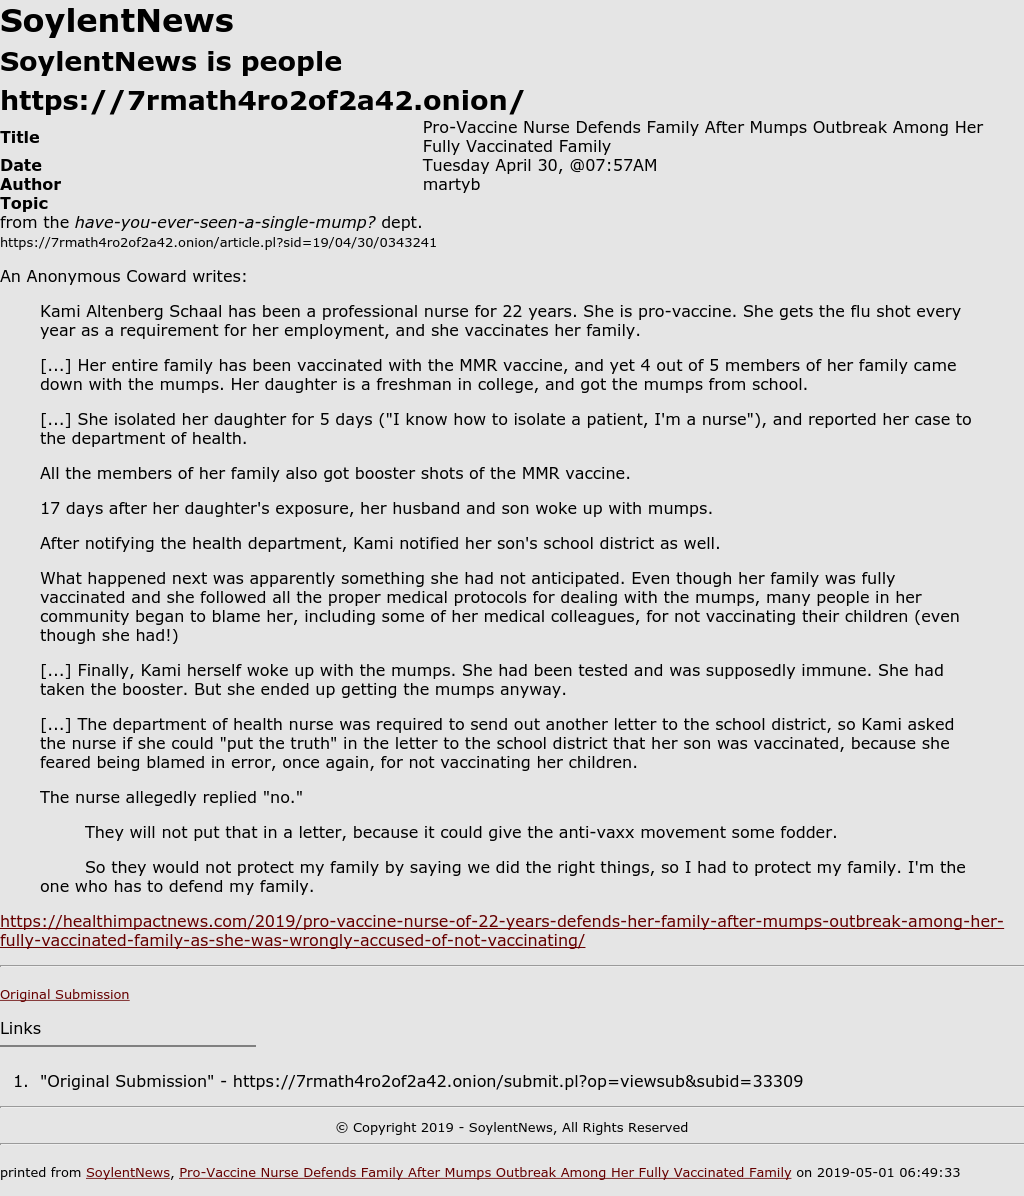 SoylentNews
SoylentNews is people
https://7rmath4ro2of2a42.onion/
Title
Pro-Vaccine Nurse Defends Family After Mumps Outbreak Among Her
Fully Vaccinated Family
Date
Tuesday April 30, @07:57AM
Author
martyb
Topic
from the have-you-ever-seen-a-single-mump? dept.
https://7rmath4ro2of2a42.onion/article.pl?sid=19/04/30/0343241
An Anonymous Coward writes:
Kami Altenberg Schaal has been a professional nurse for 22 years. She is pro-vaccine. She gets the flu shot every
year as a requirement for her employment, and she vaccinates her family.
[...] Her entire family has been vaccinated with the MMR vaccine, and yet 4 out of 5 members of her family came
down with the mumps. Her daughter is a freshman in college, and got the mumps from school.
[...] She isolated her daughter for 5 days ("I know how to isolate a patient, I'm a nurse"), and reported her case to
the department of health.
All the members of her family also got booster shots of the MMR vaccine.
17 days after her daughter's exposure, her husband and son woke up with mumps.
After notifying the health department, Kami notified her son's school district as well.
What happened next was apparently something she had not anticipated. Even though her family was fully
vaccinated and she followed all the proper medical protocols for dealing with the mumps, many people in her
community began to blame her, including some of her medical colleagues, for not vaccinating their children (even
though she had!)
[...] Finally, Kami herself woke up with the mumps. She had been tested and was supposedly immune. She had
taken the booster. But she ended up getting the mumps anyway.
[...] The department of health nurse was required to send out another letter to the school district, so Kami asked
the nurse if she could "put the truth" in the letter to the school district that her son was vaccinated, because she
feared being blamed in error, once again, for not vaccinating her children.
The nurse allegedly replied "no."
They will not put that in a letter, because it could give the anti-vaxx movement some fodder.
So they would not protect my family by saying we did the right things, so I had to protect my family. I'm the
one who has to defend my family.
https://healthimpactnews.com/2019/pro-vaccine-nurse-of-22-years-defends-her-family-after-mumps-outbreak-among-her-
fully-vaccinated-family-as-she-was-wrongly-accused-of-not-vaccinating/
Original Submission
Links
1. "Original Submission" - https://7rmath4ro2of2a42.onion/submit.pl?op=viewsub&subid=33309
© Copyright 2019 - SoylentNews, All Rights Reserved
printed from SoylentNews, Pro-Vaccine Nurse Defends Family After Mumps Outbreak Among Her Fully Vaccinated Family on 2019-05-01 06:49:33